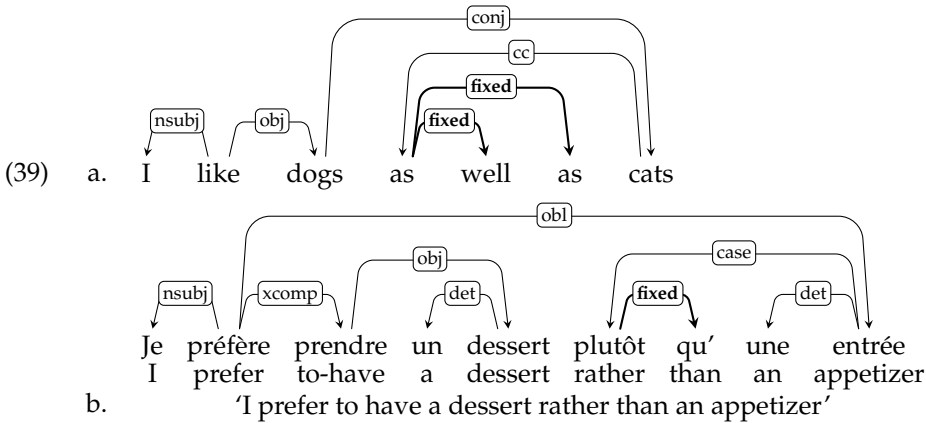 conj
cc
fixed
nsubj obj fixed
(39) a. I like dogs as well as cats
obl
case
obj
nsubj xcomp det fixed det
Je préfère prendre un dessert plutôt qu' une entrée
I prefer to-have a dessert rather than an appetizer
b. 'I prefer to have a dessert rather than an appetizer'